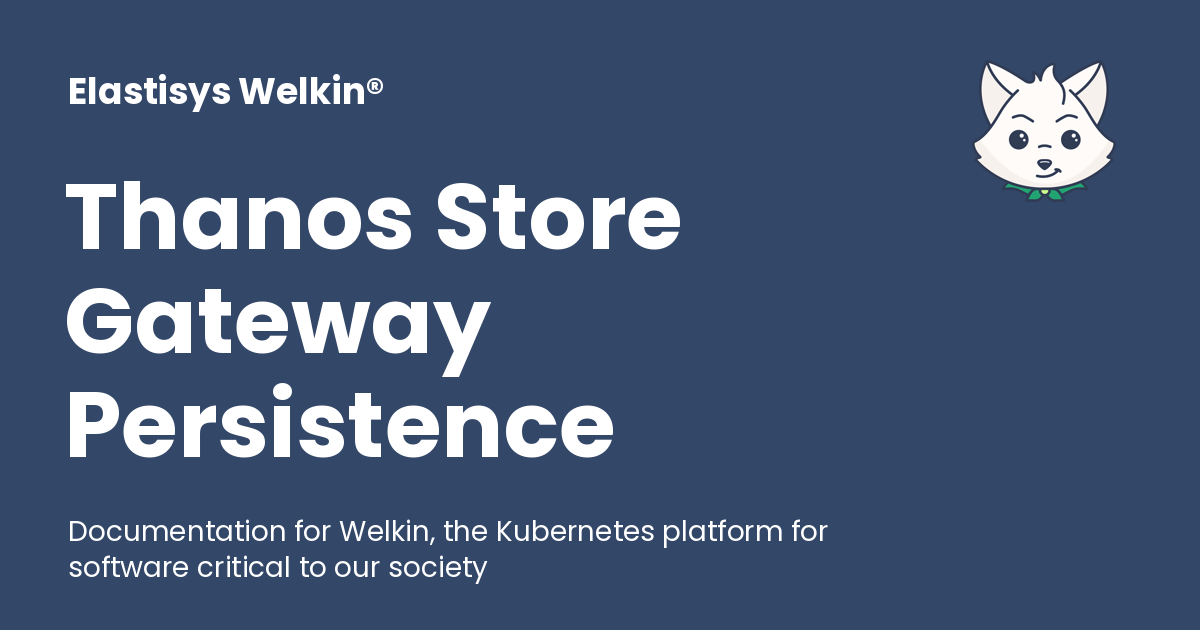 Elastisys Welkin®
Thanos Store
Gateway
Persistence
Documentation for Welkin, the Kubernetes platform for
software critical to our society